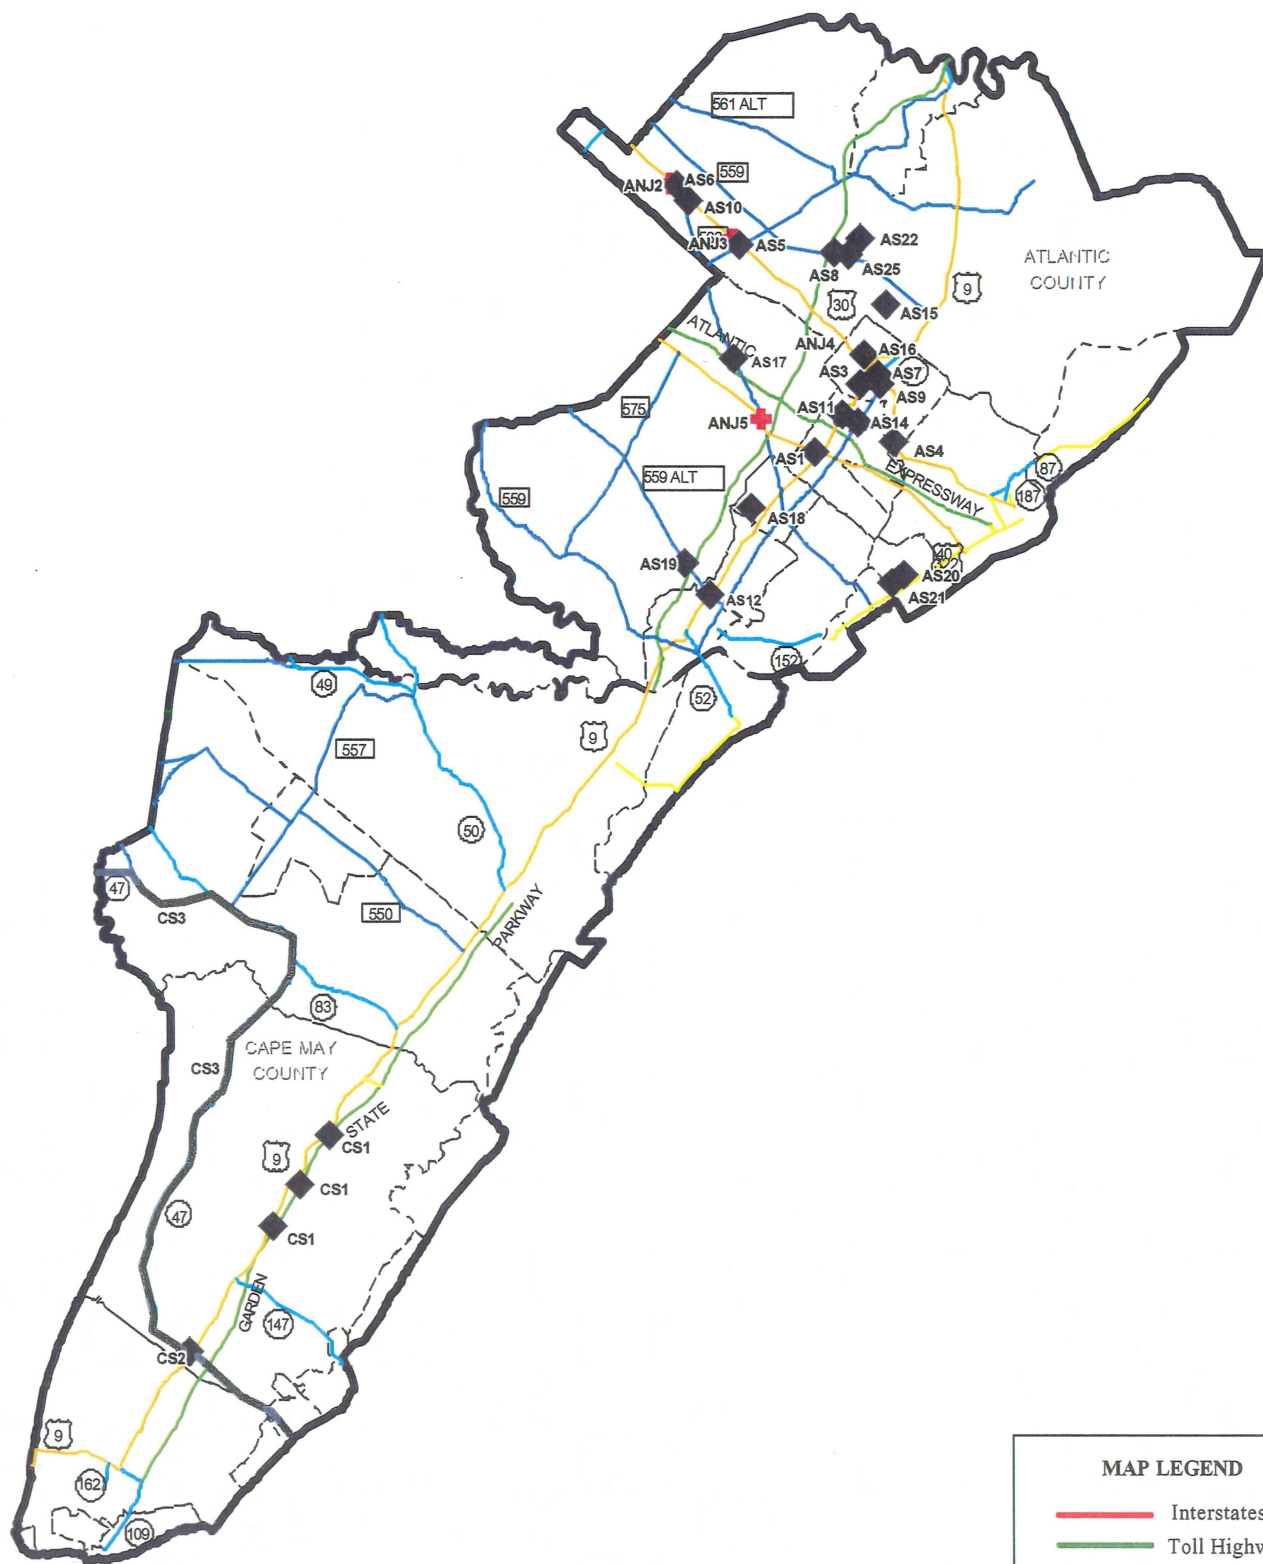 561 ALT
559
AS6
ANJ2
AS10
ANJ3
AS5
AS22
AS8
AS25
ATLANTIC
COUNTY
9
30
AS15
ATLANTIC
ANJ4
AS16
AS17
AS3
AS7
AS9
575
AS11
AS14
ANJ5
AS1
AS4
EXPRESSWAY
87
187
559 ALT
559
AS18
40
AS19
AS20
AS21
AS12
152
49
52
9
557
50
47
CS3
550
PARKWAY
83
CS3
CAPE MAY
COUNTY
STATE
CS1
9
CS1
47
CS1
GARDEN
147
CS2
9
162
109
MAP LEGEND
Interstates
Toll Highw